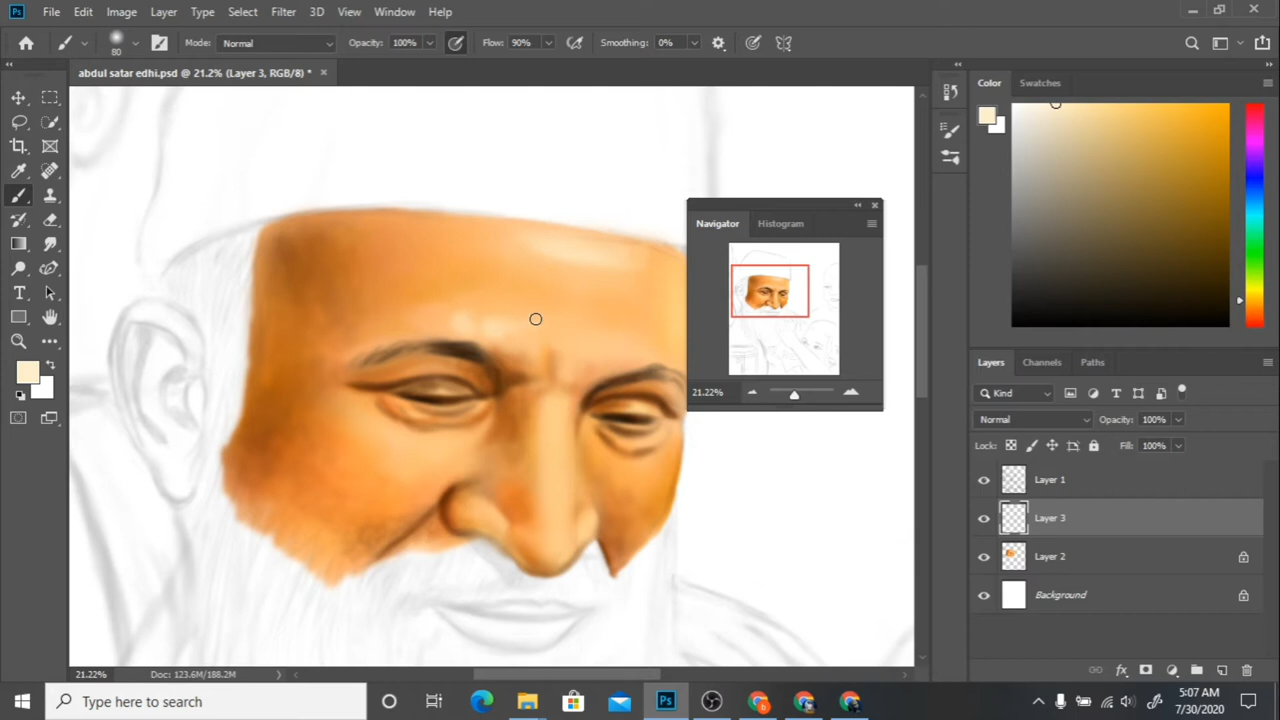 Ps File Edit Image Layer Type Select Filter 3D View Window Help
80 Mode: Normal Opacity: 100% Flow: 90% Smoothing: 0%
abdul satar edhi.psd @ 21.2% (Layer 3, RGB/8) *
Color Swatches
Navigator Histogram
21.22%
Layers Channels Paths
Kind
Normal Opacity: 100%
Lock: Fill: 100%
Layer 1
Layer 3
Layer 2
Background
21.22% Doc: 123.6M/188.2M
Type here to search
Ps
5:07 AM
7/30/2020